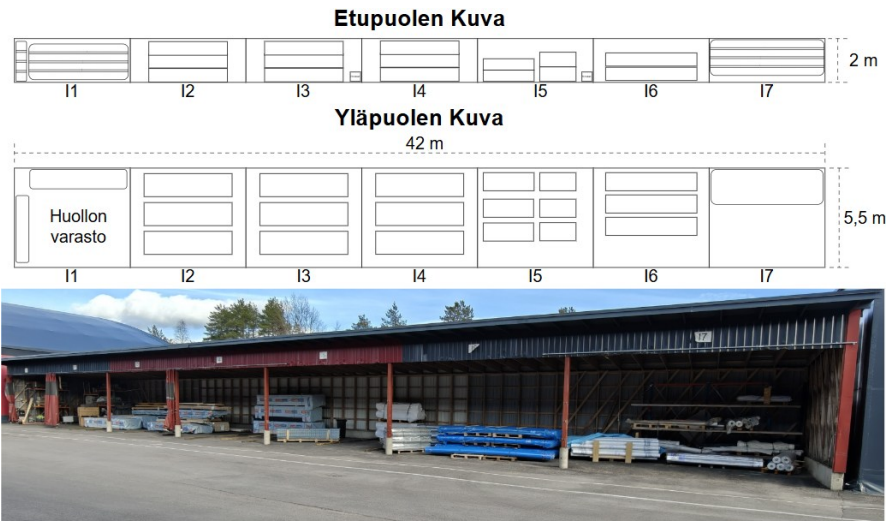 Etupuolen Kuva
2 m
I1 I2 I3 I4 I5 I6 I7
Yläpuolen Kuva
42 m
Huollon
varasto
5,5 m
I1 I2 I3 I4 I5 I6 I7
I7